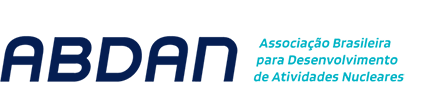 ABDAN
Associação Brasileira
para Desenvolvimento
de Atividades Nucleares